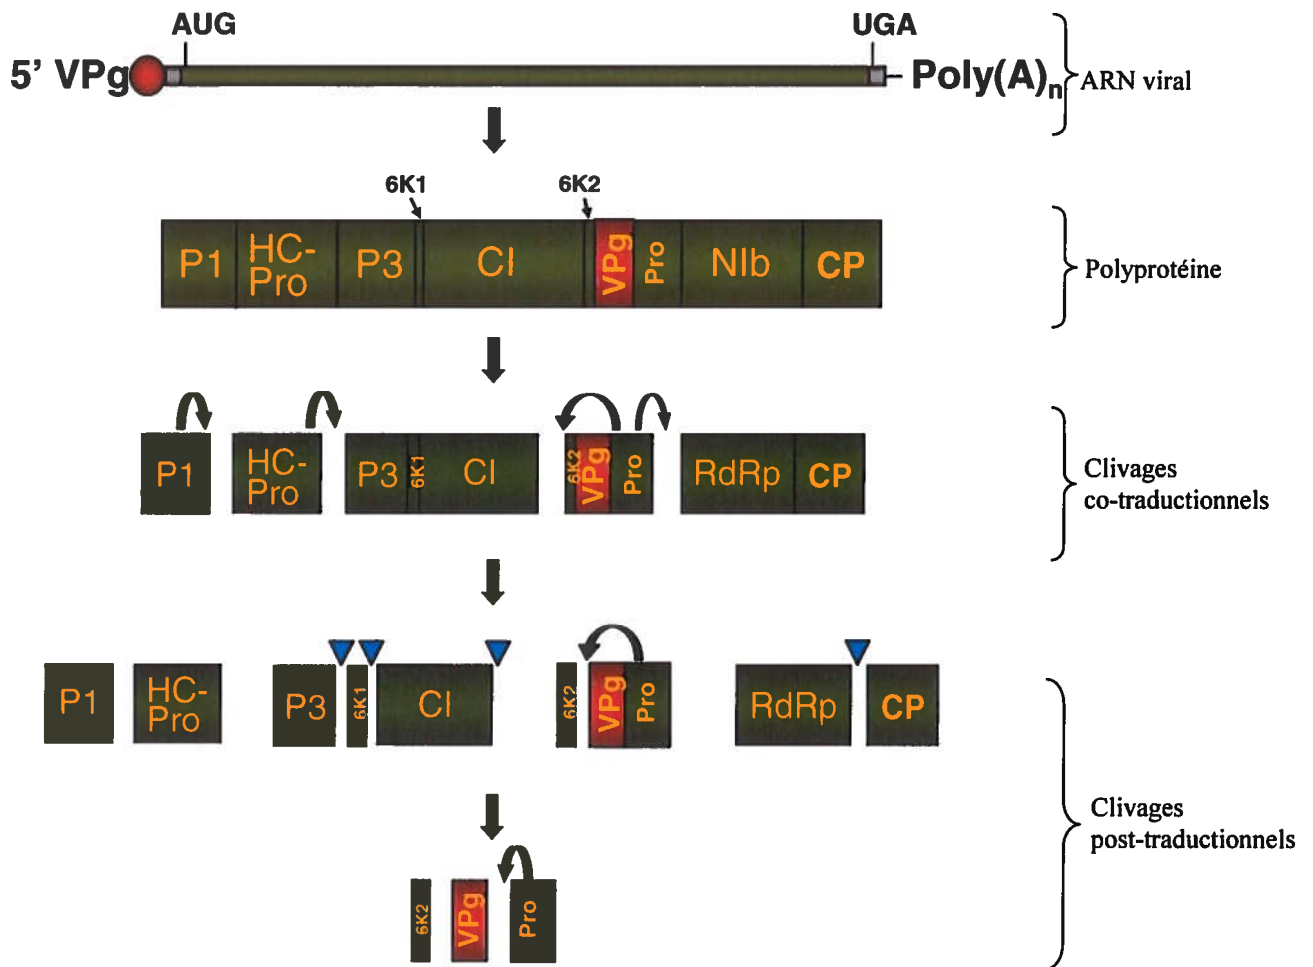 AUG
UGA
5' VPg
Poly(A)n
ARN viral
6K1
6K2
P1
HC-
Pro
P3
CI
VPg
Pro
NIb
CP
Polyprotéine
P1
HC-
Pro
P3
6K1
CI
6K2
VPg
Pro
RdRp
CP
Clivages
co-traductionnels
P1
HC-
Pro
P3
6K1
CI
6K2
VPg
Pro
RdRp
CP
Clivages
post-traductionnels
6K2
VPg
Pro